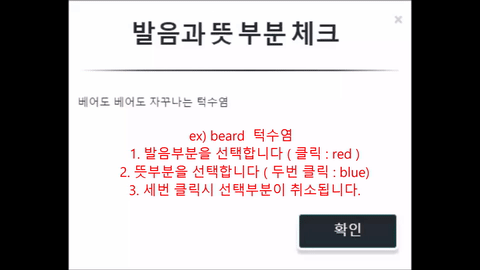 발음과 뜻 부분 체크
베어도 베어도 자꾸나는 턱수염
ex) beard 턱수염
1. 발음부분을 선택합니다 ( 클릭 : red )
2. 뜻부분을 선택합니다 ( 두번 클릭 : blue)
3. 세번 클릭시 선택부분이 취소됩니다.
확인